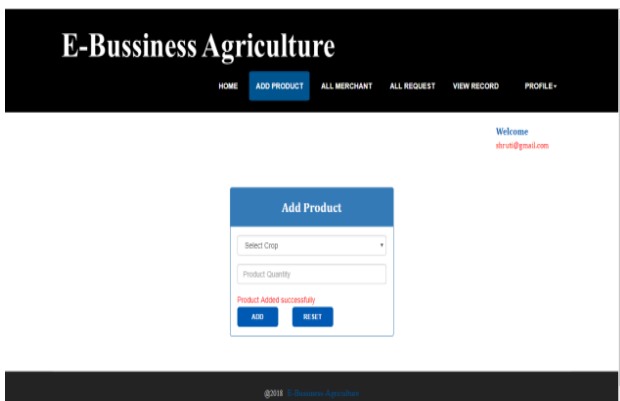 E-Bussiness Agriculture
HOME ADD PRODUCT ALL MERCHANT ALL REQUEST VIEW RECORD PROFILE
Welcome
shruti@gmail.com
Add Product
Select Crop
Product Quantity
Product Added successfully
ADD RESET
@2018 E-Bussiness Agriculture